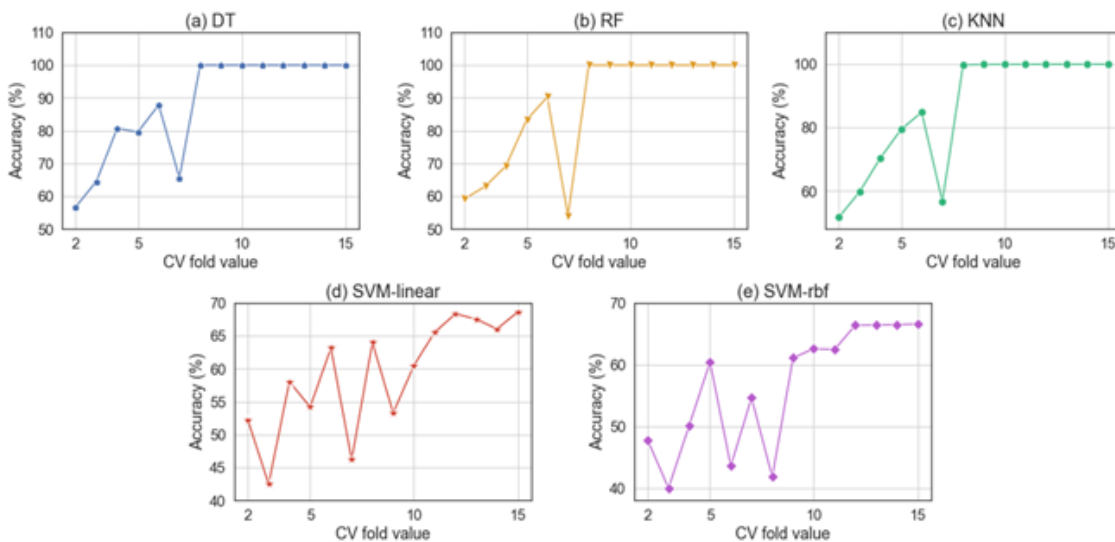 (a) DT
110
100
90
80
70
60
50
Accuracy (%)
2 5 10 15
CV fold value
(b) RF
110
100
90
80
70
60
50
Accuracy (%)
2 5 10 15
CV fold value
(c) KNN
100
80
60
Accuracy (%)
2 5 10 15
CV fold value
(d) SVM-linear
70
65
60
55
50
45
40
Accuracy (%)
2 5 10 15
CV fold value
(e) SVM-rbf
70
60
50
40
Accuracy (%)
2 5 10 15
CV fold value